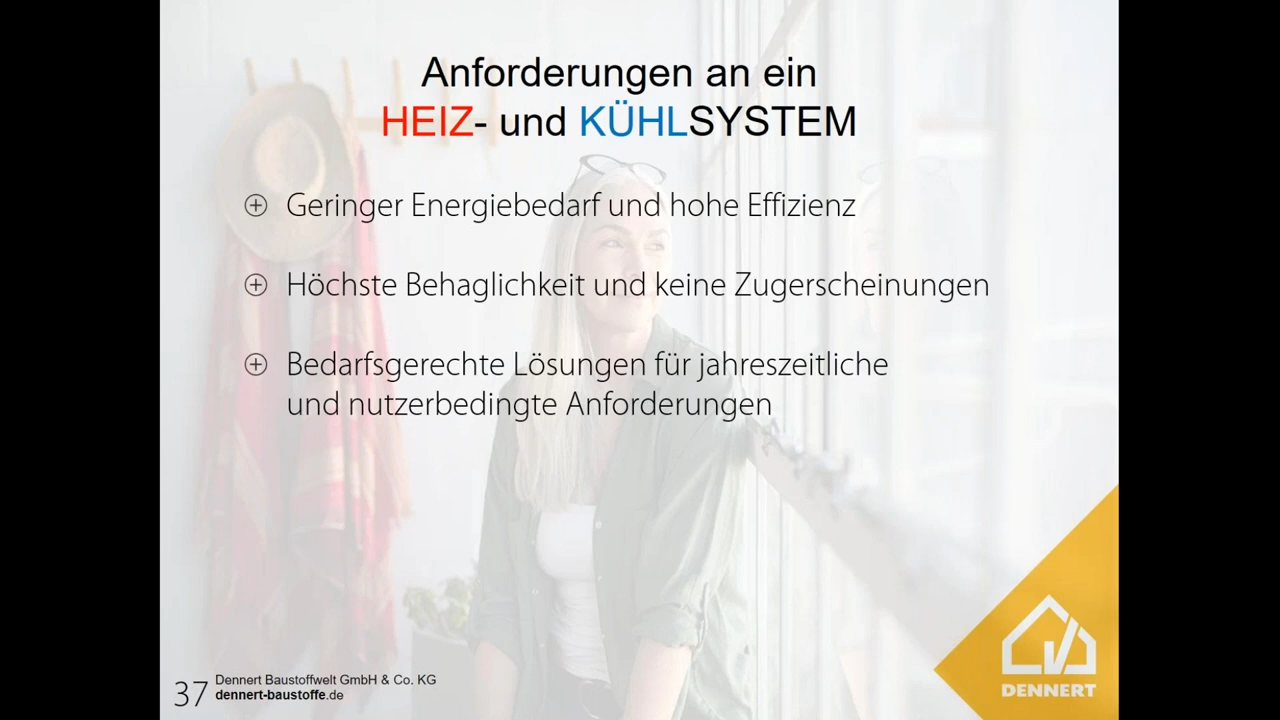 Anforderungen an ein
HEIZ- und KÜHLSYSTEM
Geringer Energiebedarf und hohe Effizienz
Höchste Behaglichkeit und keine Zugerscheinungen
Bedarfsgerechte Lösungen für jahreszeitliche
und nutzerbedingte Anforderungen
37
Dennert Baustoffwelt GmbH & Co. KG
dennert-baustoffe.de
DENNERT